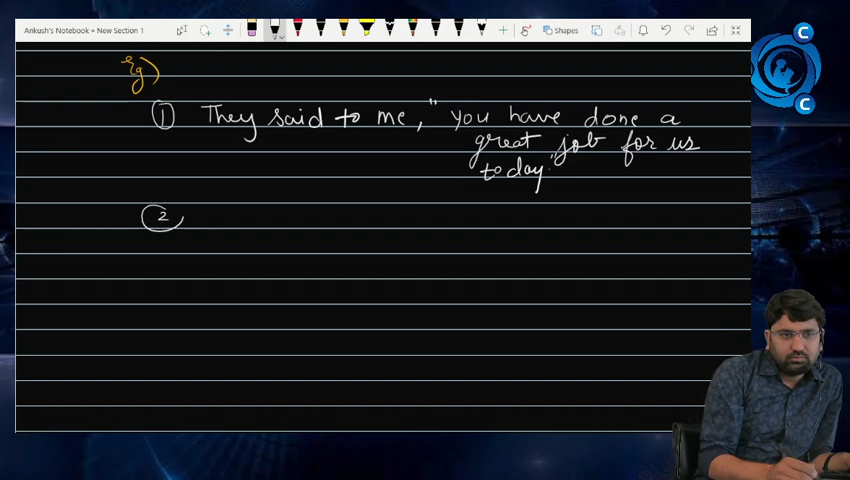 Ankush's Notebook > New Section 1
Shapes
C
Eg)
① They said to me, "You have done a
great job for us
today."
②
C